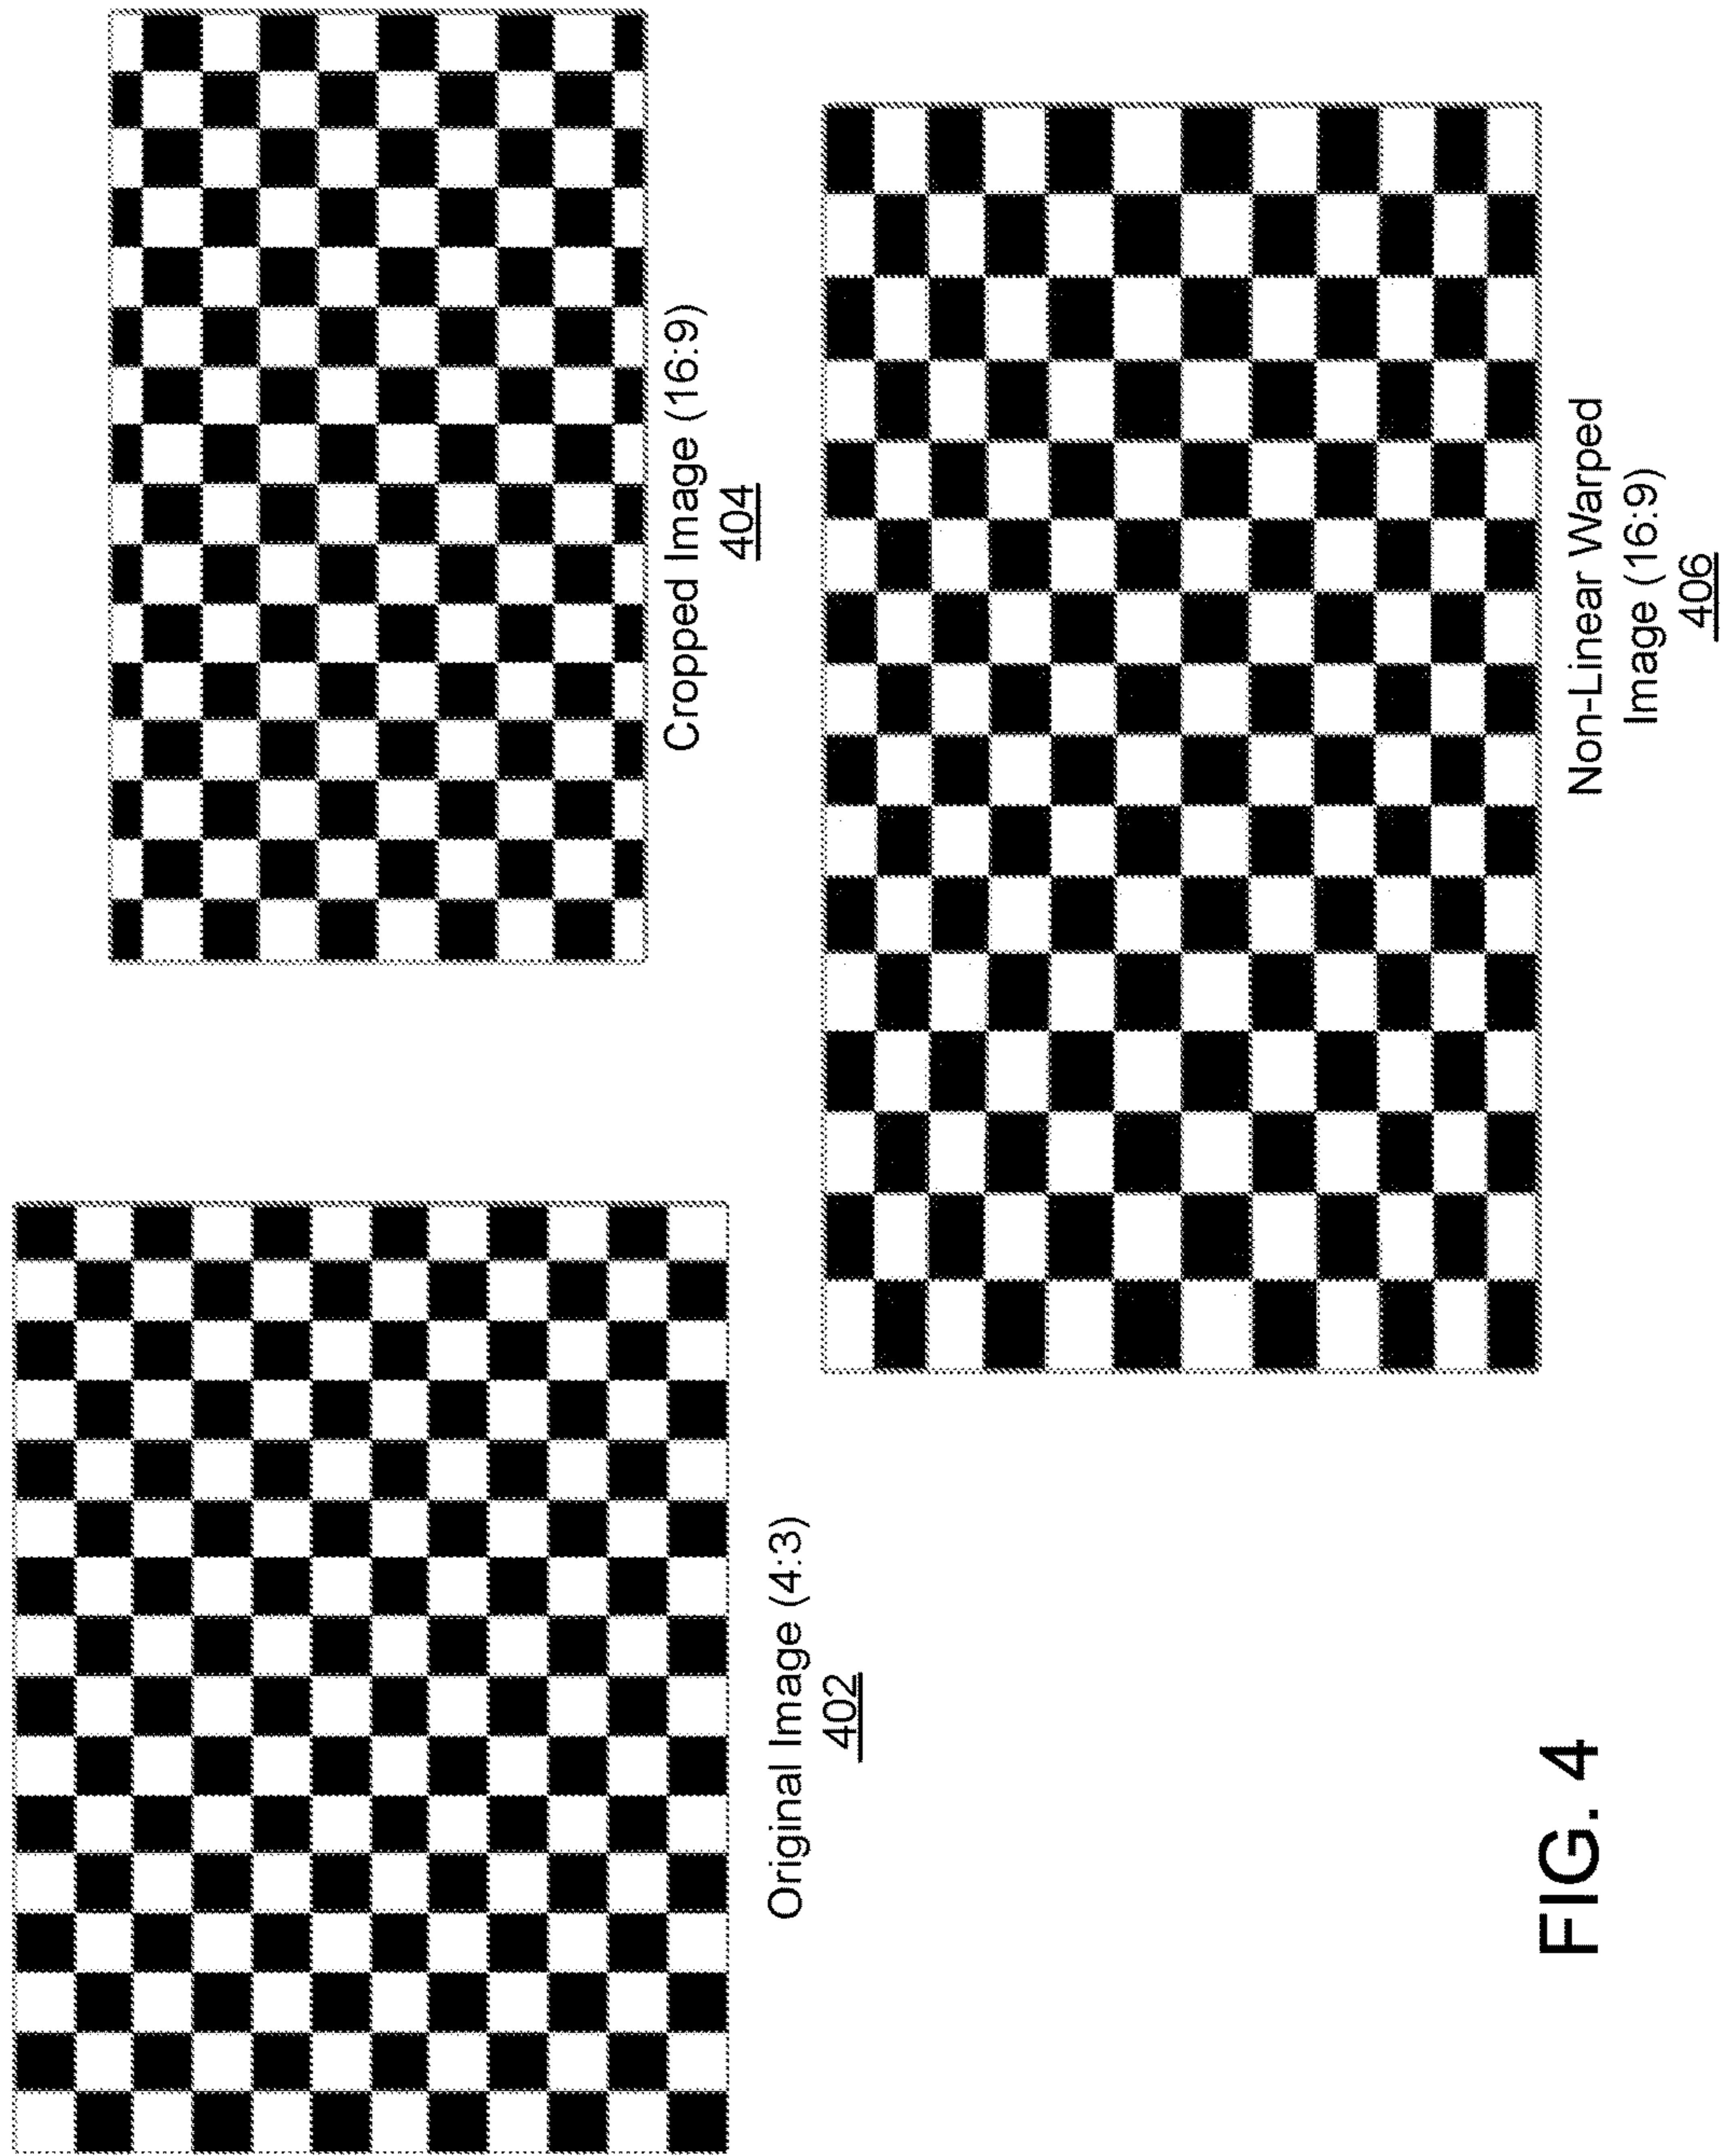 Original Image (4:3)
402
Cropped Image (16:9)
404
Non-Linear Warped
Image (16:9)
406
FIG. 4